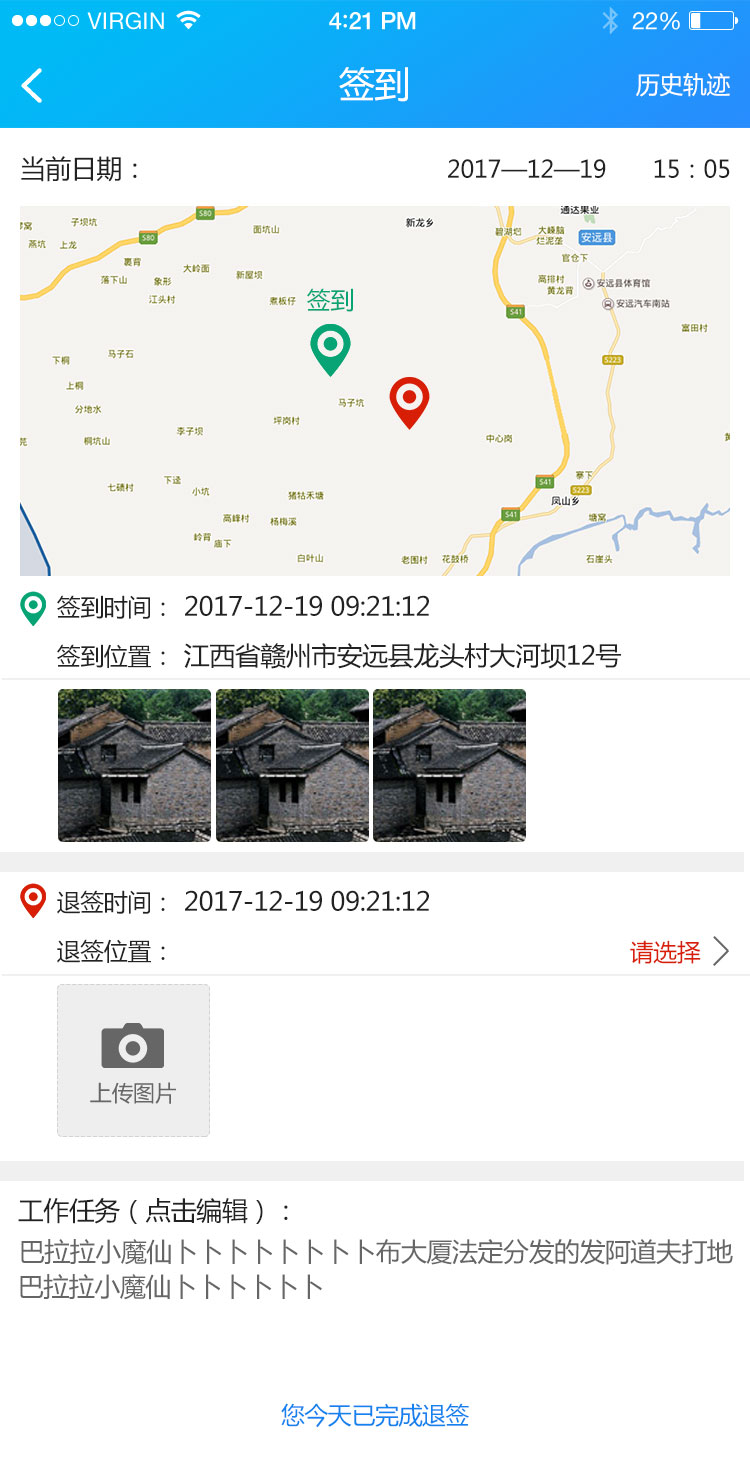 VIRGIN 4:21 PM 22%
签到 历史轨迹
当前日期： 2017—12—19 15：05
通达果业
S80 子坝坑 新龙乡
面坑山 碧湖垇 大嵊脑
燕坑 上龙 S80 烂泥垄 安远县
裹背 大岭面 官仓下
落下山 象形 新屋坝 高排村 安远县体育馆
江头村 煮板仔 签到 黄龙背 安远汽车南站
S41 富田村
下桐 马子石 S223
上桐
分地水 马子坑
李子坝 坪岗村
桐坑山 中心岗
下迳 寨下
七碛村 小坑 猪牯禾塘 S41 S223
凤山乡
高峰村 杨梅溪 S41 塘窝
岭背 庙下
白叶山 老围村 花鼓桥 石崖头
签到时间： 2017-12-19 09:21:12
签到位置： 江西省赣州市安远县龙头村大河坝12号
退签时间： 2017-12-19 09:21:12
退签位置： 请选择
上传图片
工作任务（点击编辑）：
巴拉拉小魔仙卜卜卜卜卜卜卜卜布大厦法定分发的发阿道夫打地
巴拉拉小魔仙卜卜卜卜卜卜
您今天已完成退签